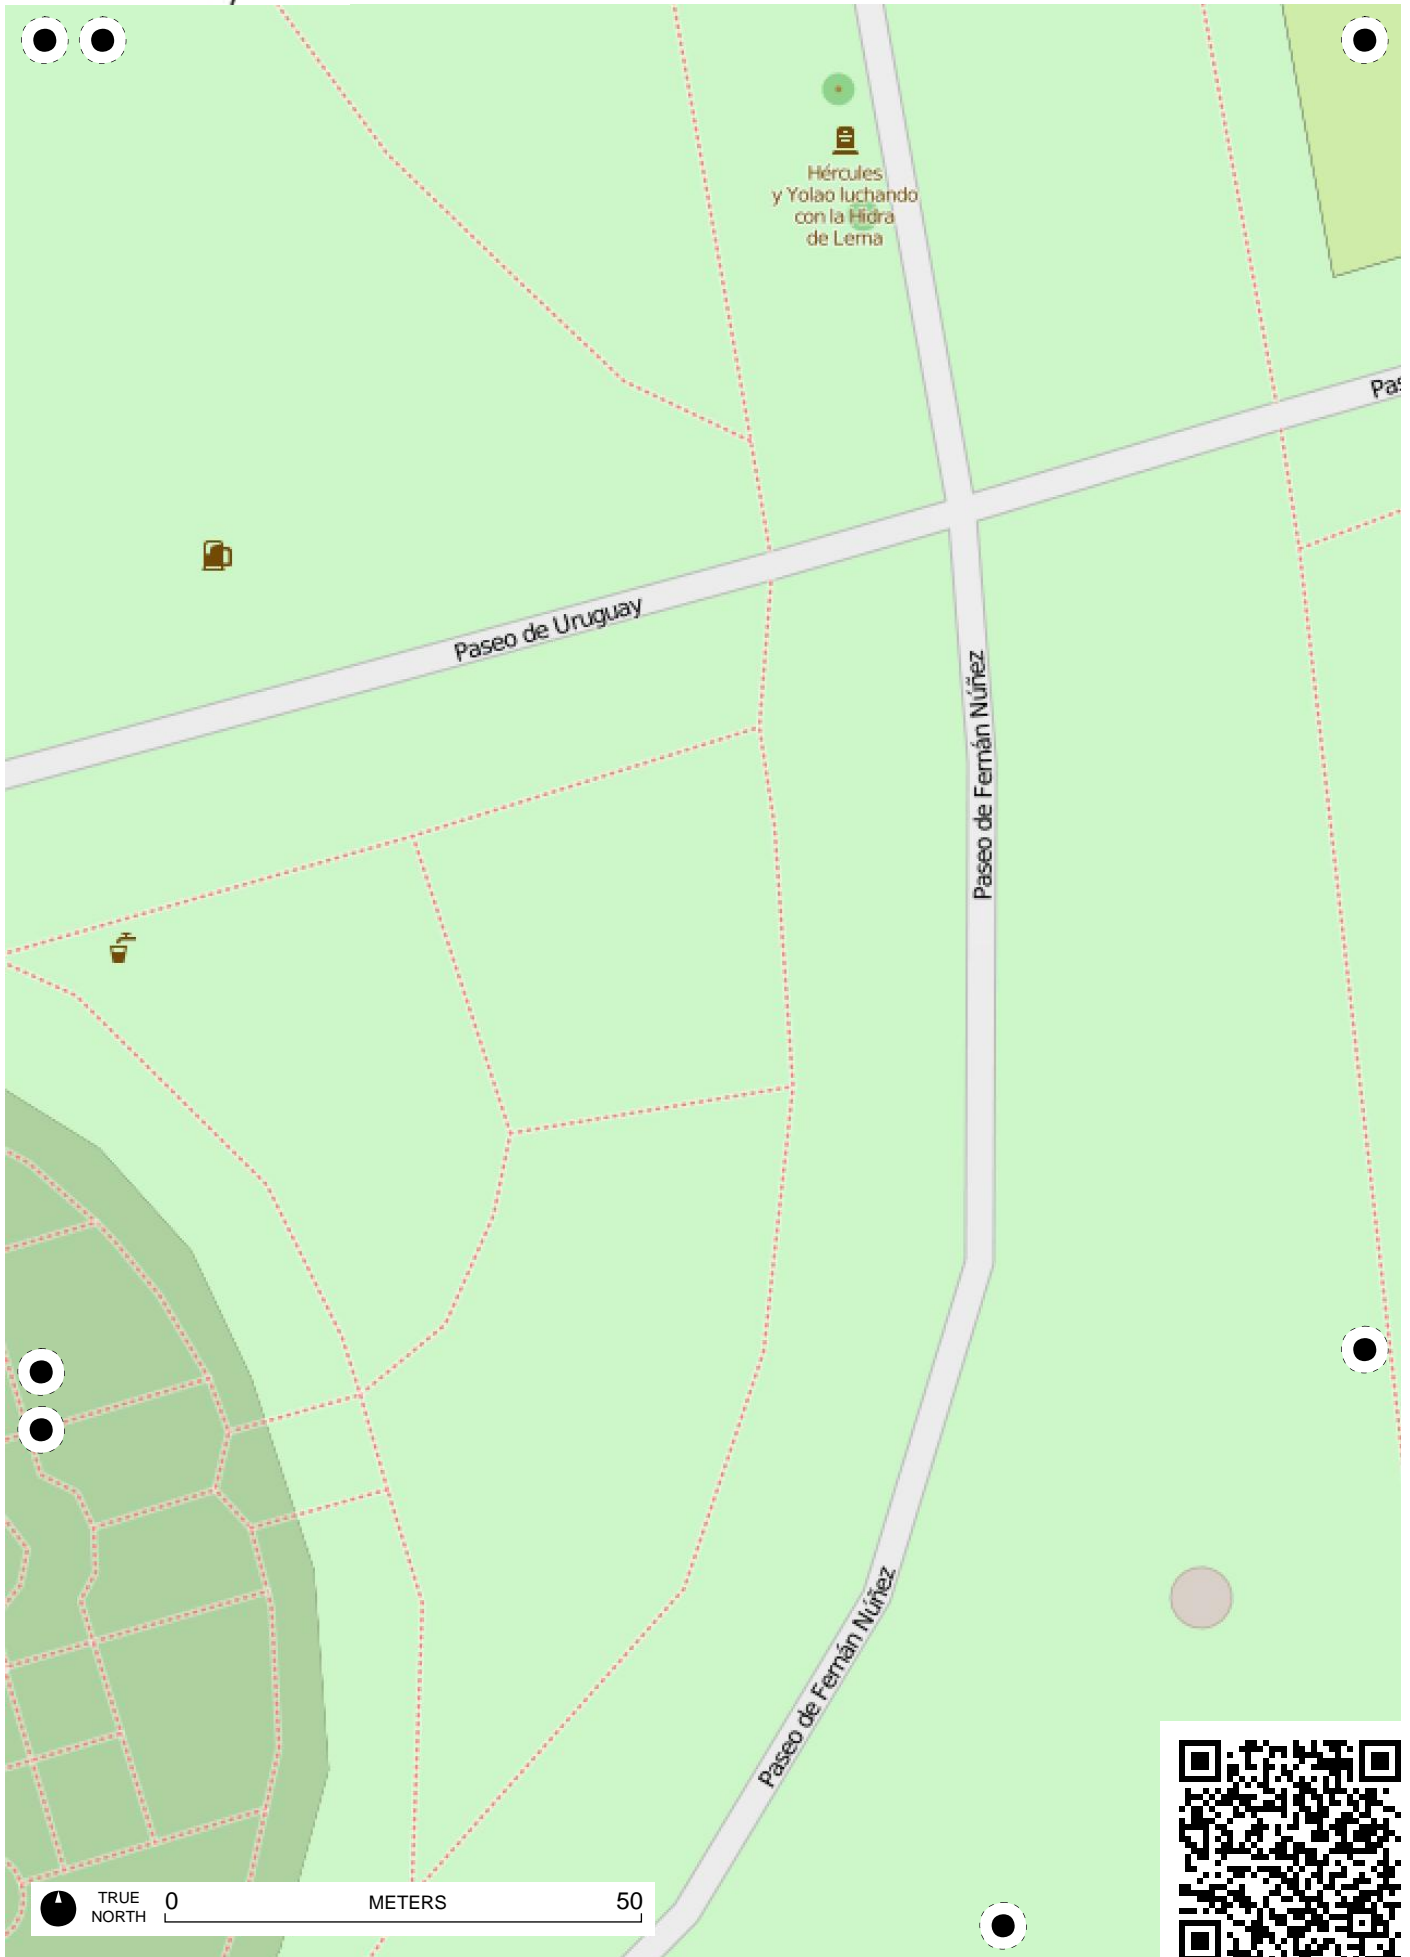 Hércules
y Yolao luchando
con la Hidra
de Lerna
Pas
Paseo de Uruguay
Paseo de Fernán Núñez
Paseo de Fernán Núñez
TRUE
NORTH
0
METERS
50